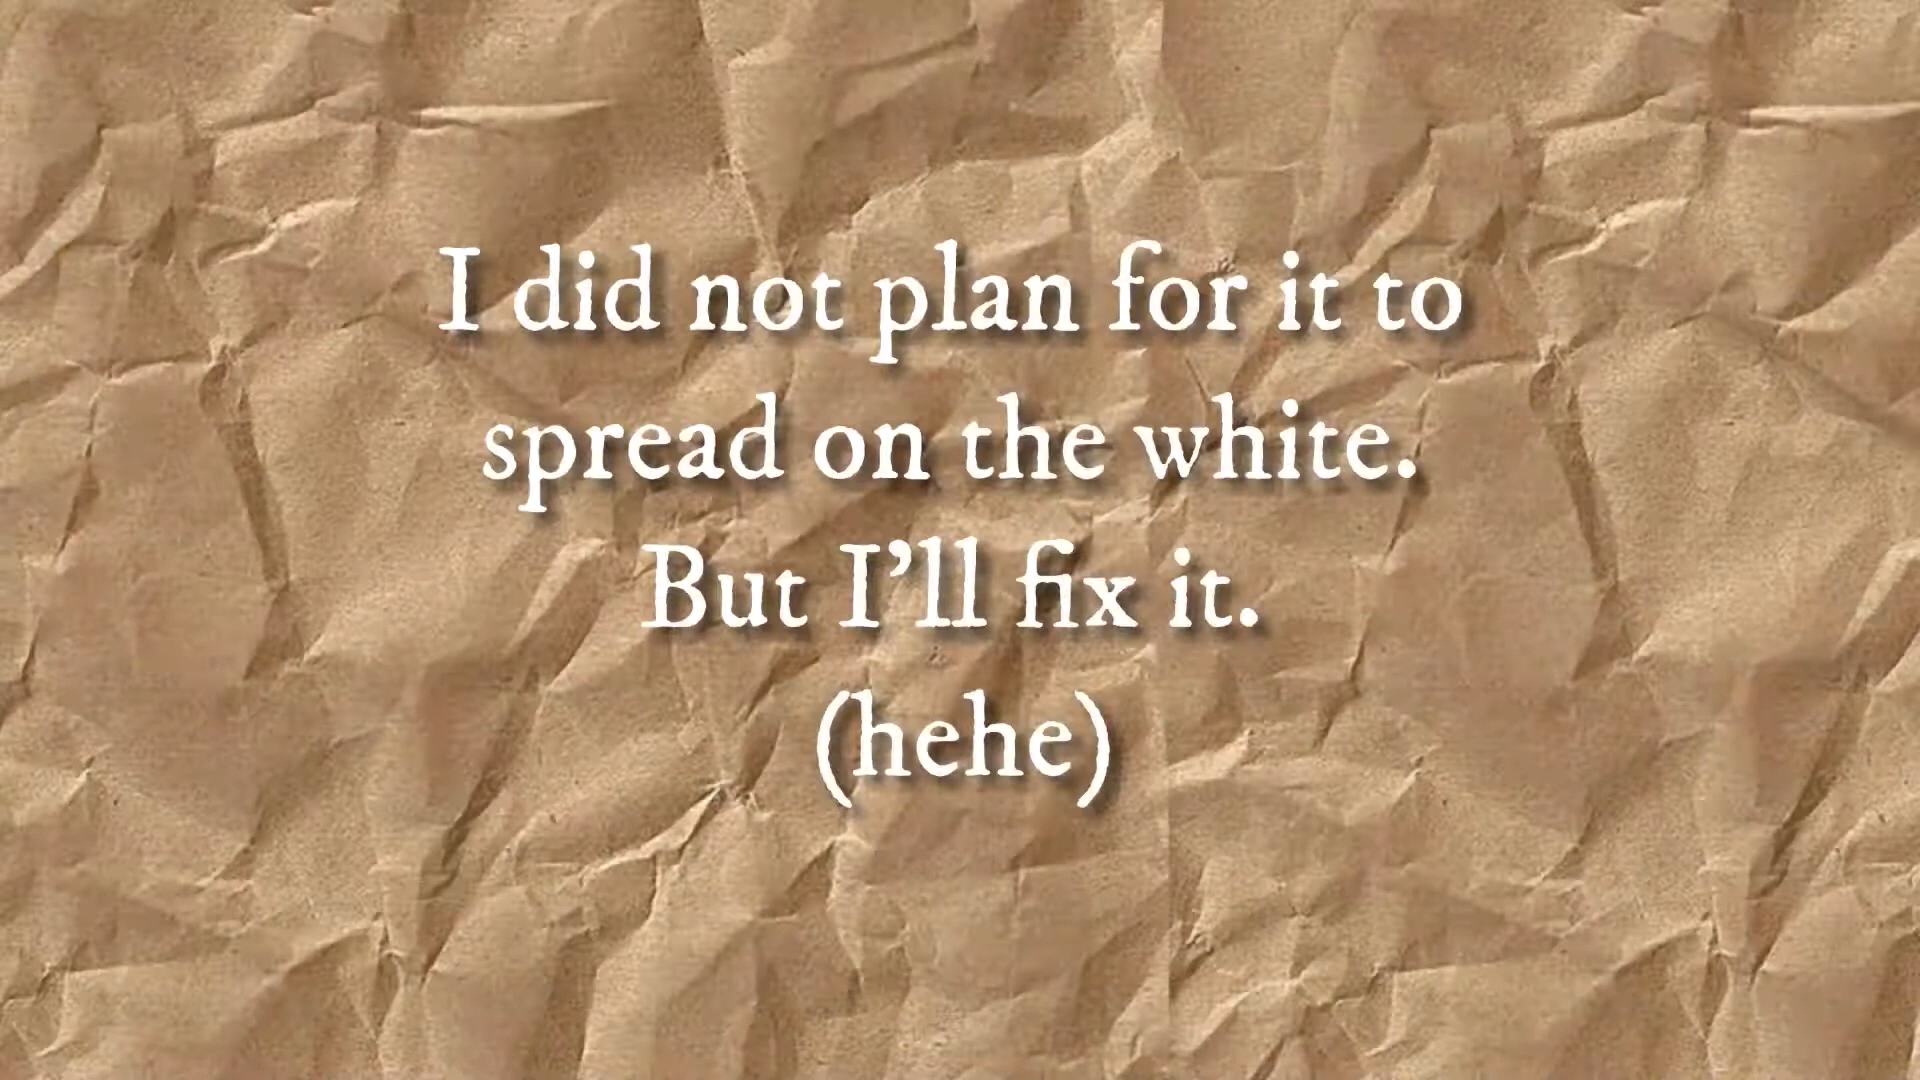 I did not plan for it to
spread on the white.
But I’ll fix it.
(hehe)